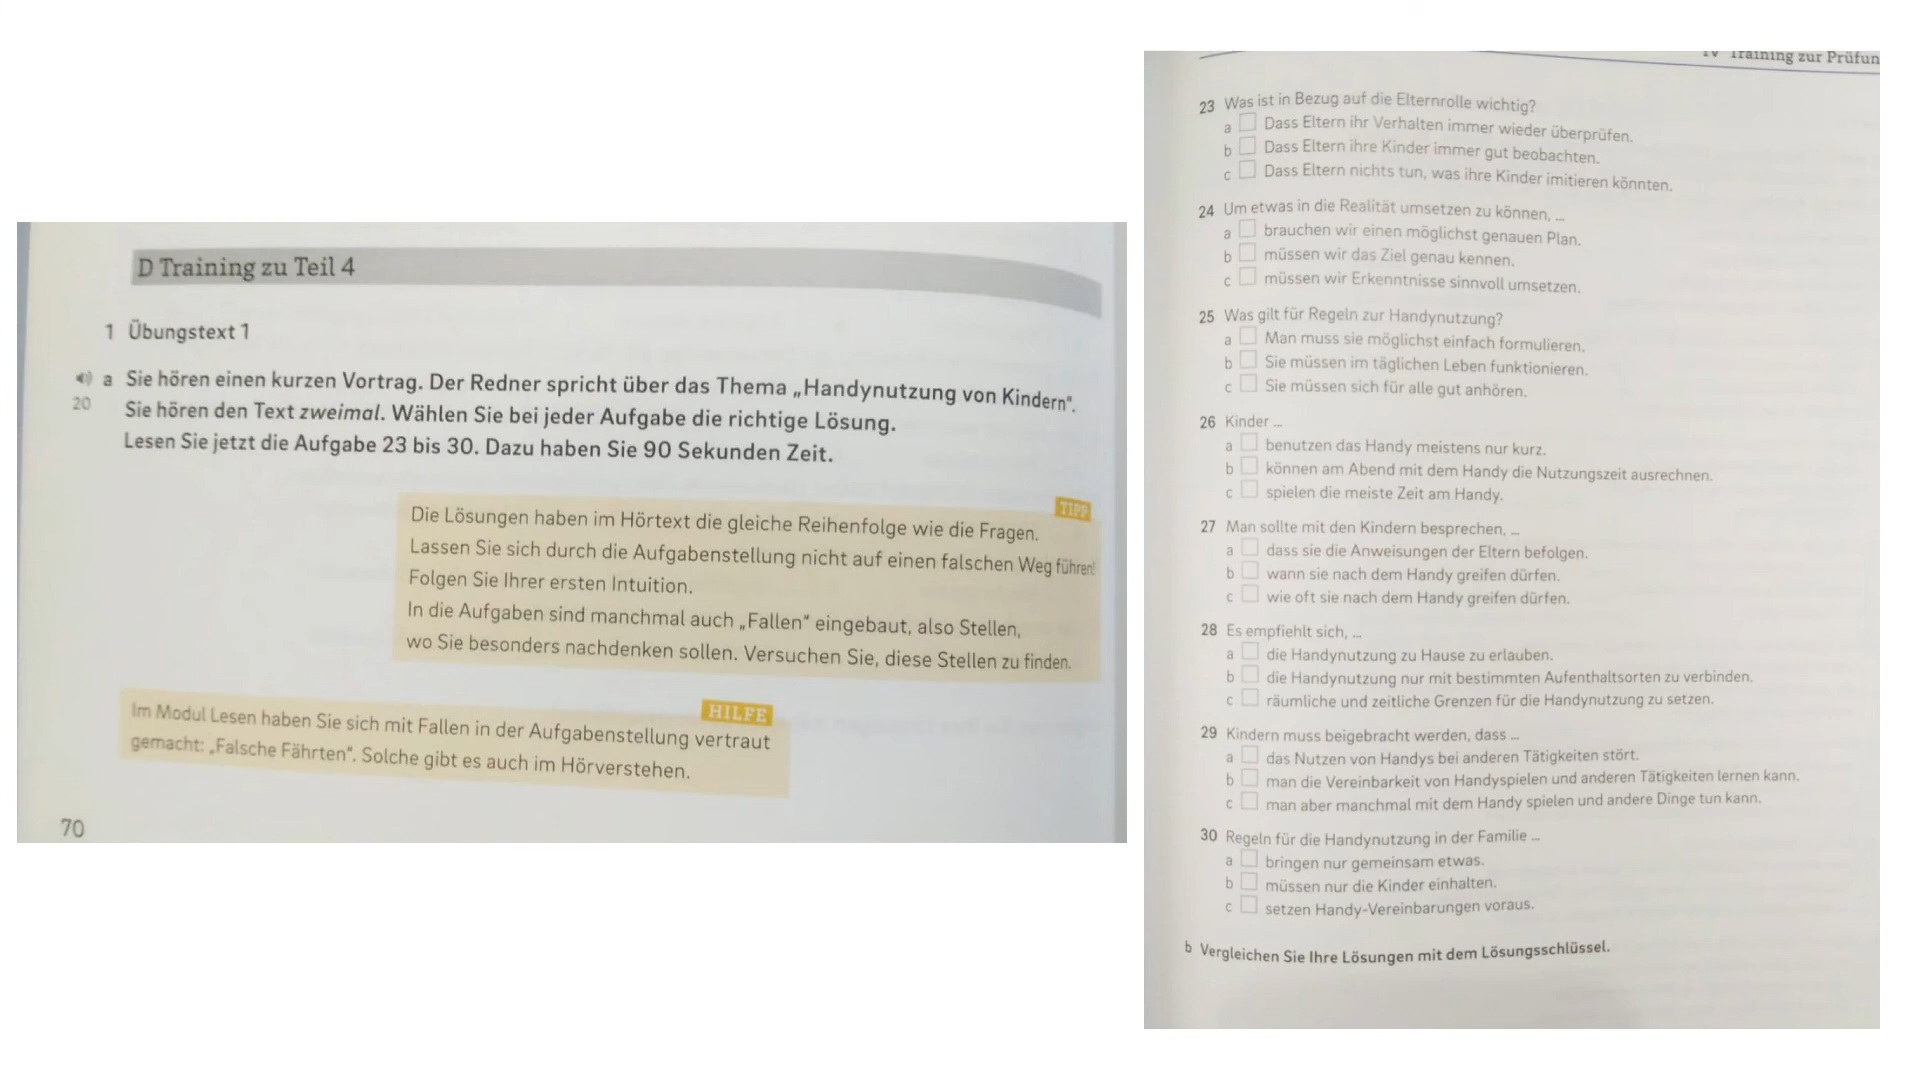 D Training zu Teil 4
1 Übungstext 1
a Sie hören einen kurzen Vortrag. Der Redner spricht über das Thema „Handynutzung von Kindern".
20 Sie hören den Text zweimal. Wählen Sie bei jeder Aufgabe die richtige Lösung.
Lesen Sie jetzt die Aufgabe 23 bis 30. Dazu haben Sie 90 Sekunden Zeit.
TIPP
Die Lösungen haben im Hörtext die gleiche Reihenfolge wie die Fragen.
Lassen Sie sich durch die Aufgabenstellung nicht auf einen falschen Weg führen!
Folgen Sie Ihrer ersten Intuition.
In die Aufgaben sind manchmal auch „Fallen" eingebaut, also Stellen,
wo Sie besonders nachdenken sollen. Versuchen Sie, diese Stellen zu finden.
HILFE
Im Modul Lesen haben Sie sich mit Fallen in der Aufgabenstellung vertraut
gemacht: „Falsche Fährten". Solche gibt es auch im Hörverstehen.
70
IV Training zur Prüfun
23 Was ist in Bezug auf die Elternrolle wichtig?
a Dass Eltern ihr Verhalten immer wieder überprüfen.
b Dass Eltern ihre Kinder immer gut beobachten.
c Dass Eltern nichts tun, was ihre Kinder imitieren könnten.
24 Um etwas in die Realität umsetzen zu können, ...
a brauchen wir einen möglichst genauen Plan.
b müssen wir das Ziel genau kennen.
c müssen wir Erkenntnisse sinnvoll umsetzen.
25 Was gilt für Regeln zur Handynutzung?
a Man muss sie möglichst einfach formulieren.
b Sie müssen im täglichen Leben funktionieren.
c Sie müssen sich für alle gut anhören.
26 Kinder ...
a benutzen das Handy meistens nur kurz.
b können am Abend mit dem Handy die Nutzungszeit ausrechnen.
c spielen die meiste Zeit am Handy.
27 Man sollte mit den Kindern besprechen, ...
a dass sie die Anweisungen der Eltern befolgen.
b wann sie nach dem Handy greifen dürfen.
c wie oft sie nach dem Handy greifen dürfen.
28 Es empfiehlt sich, ...
a die Handynutzung zu Hause zu erlauben.
b die Handynutzung nur mit bestimmten Aufenthaltsorten zu verbinden.
c räumliche und zeitliche Grenzen für die Handynutzung zu setzen.
29 Kindern muss beigebracht werden, dass ...
a das Nutzen von Handys bei anderen Tätigkeiten stört.
b man die Vereinbarkeit von Handyspielen und anderen Tätigkeiten lernen kann.
c man aber manchmal mit dem Handy spielen und andere Dinge tun kann.
30 Regeln für die Handynutzung in der Familie ...
a bringen nur gemeinsam etwas.
b müssen nur die Kinder einhalten.
c setzen Handy-Vereinbarungen voraus.
b Vergleichen Sie Ihre Lösungen mit dem Lösungsschlüssel.